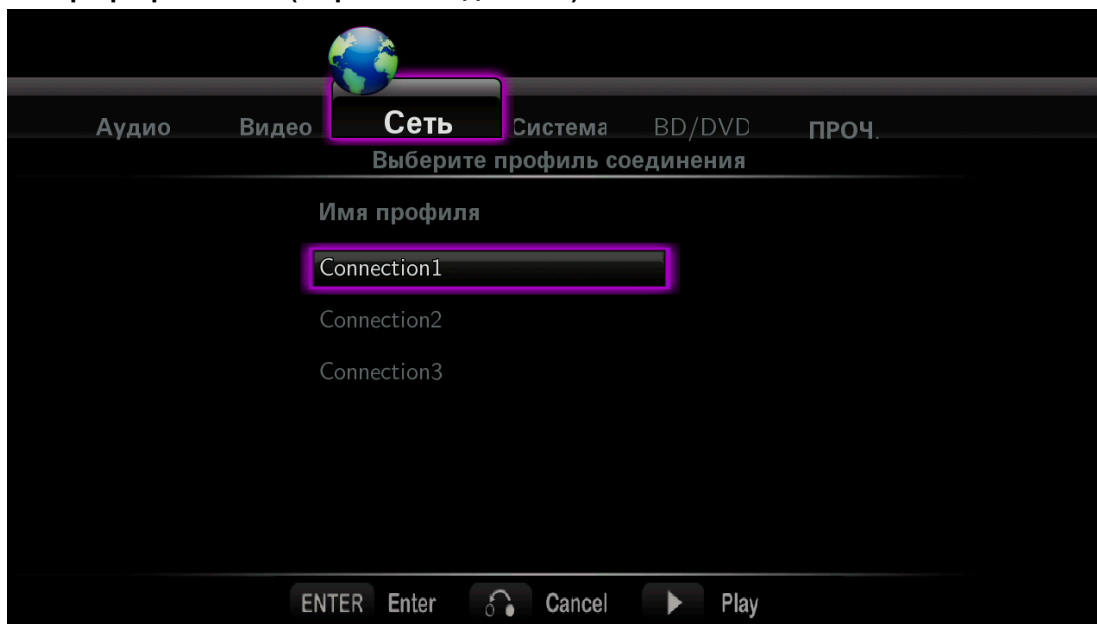 Аудио Видео Сеть Система BD/DVD ПРОЧ.
Выберите профиль соединения
Имя профиля
Connection1
Connection2
Connection3
ENTER Enter Cancel Play